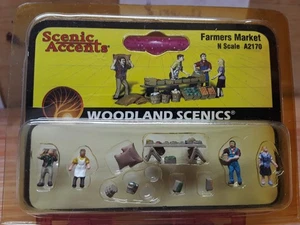 Scenic Accents®
Farmers Market
N Scale A2170
WOODLAND SCENICS®